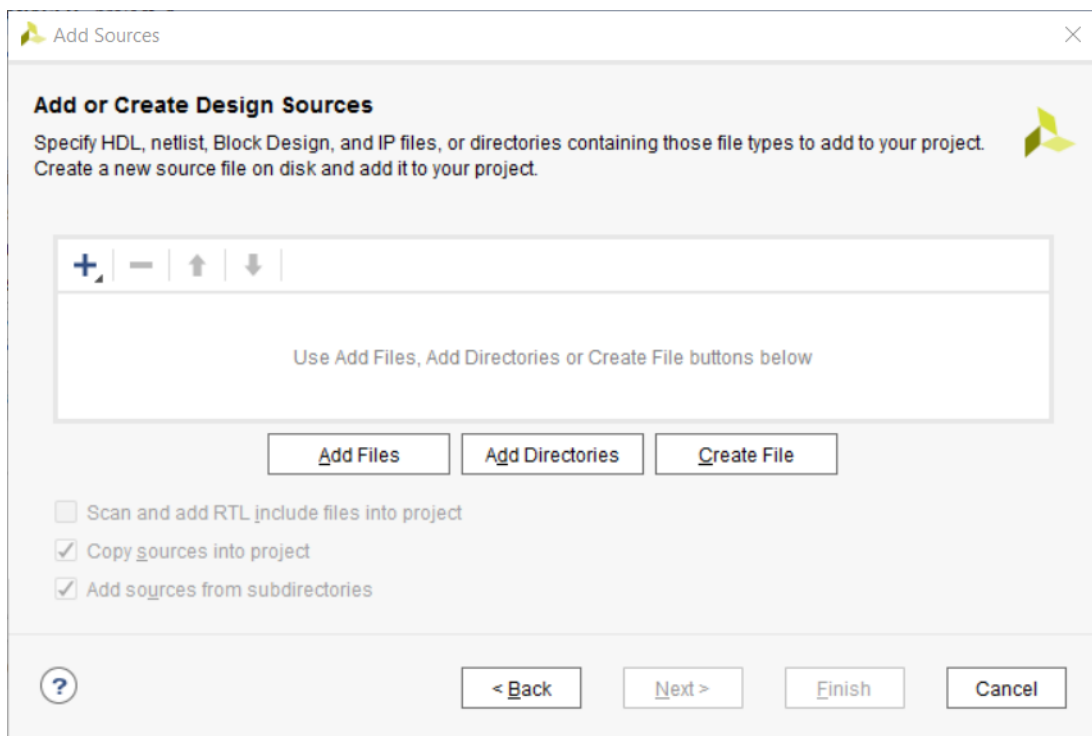 Add Sources
Add or Create Design Sources
Specify HDL, netlist, Block Design, and IP files, or directories containing those file types to add to your project.
Create a new source file on disk and add it to your project.
Use Add Files, Add Directories or Create File buttons below
Add Files
Add Directories
Create File
Scan and add RTL include files into project
Copy sources into project
Add sources from subdirectories
?
< Back
Next >
Finish
Cancel